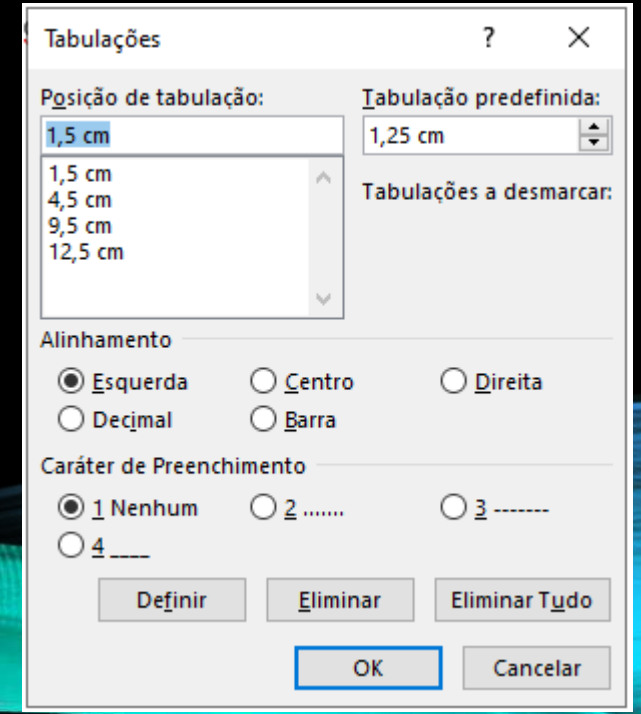 Tabulações ?
Posição de tabulação: Tabulação predefinida:
1,5 cm 1,25 cm
1,5 cm Tabulações a desmarcar:
4,5 cm
9,5 cm
12,5 cm
Alinhamento
Esquerda Centro Direita
Decimal Barra
Caráter de Preenchimento
1 Nenhum 2 ....... 3 -------
4 ____
Definir Eliminar Eliminar Tudo
OK Cancelar